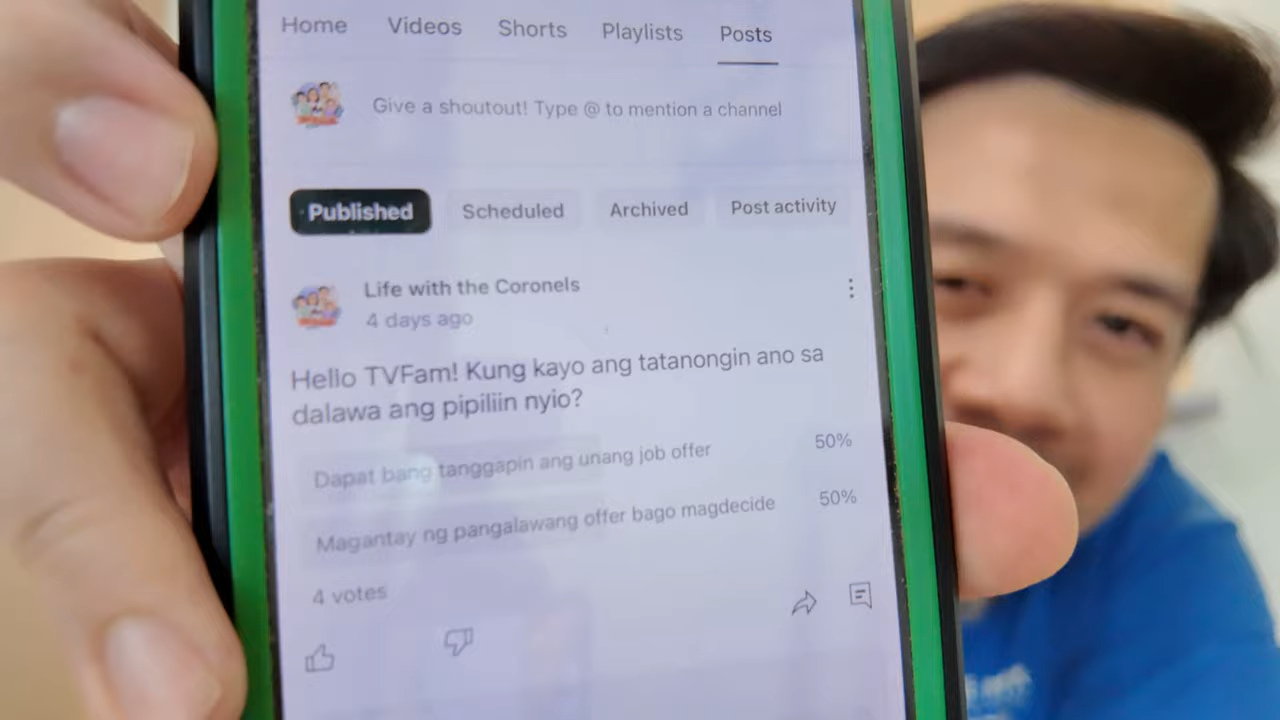 Home Videos Shorts Playlists Posts
Give a shoutout! Type @ to mention a channel
Published Scheduled Archived Post activity
Life with the Coronels
4 days ago
Hello TVFam! Kung kayo ang tatanongin ano sa
dalawa ang pipiliin nyio?
Dapat bang tanggapin ang unang job offer 50%
Magantay ng pangalawang offer bago magdecide 50%
4 votes